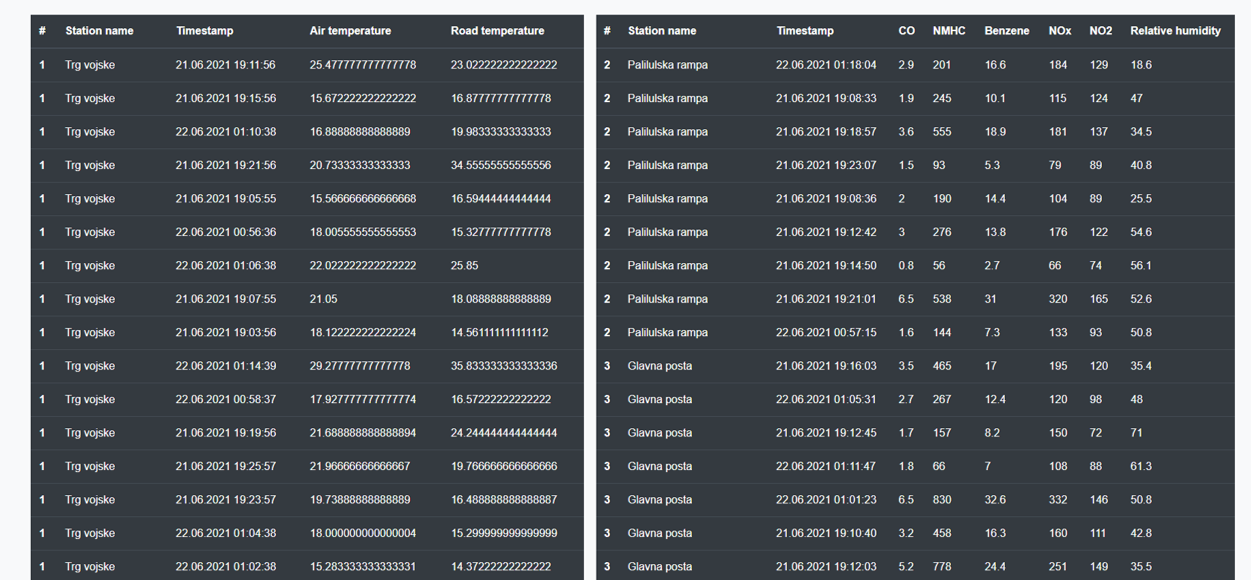 # Station name Timestamp Air temperature Road temperature
1 Trg vojske 21.06.2021 19:11:56 25.477777777777778 23.022222222222222
1 Trg vojske 21.06.2021 19:15:56 15.672222222222222 16.87777777777778
1 Trg vojske 22.06.2021 01:10:38 16.88888888888889 19.98333333333333
1 Trg vojske 21.06.2021 19:21:56 20.73333333333333 34.55555555555556
1 Trg vojske 21.06.2021 19:05:55 15.566666666666668 16.59444444444444
1 Trg vojske 22.06.2021 00:56:36 18.005555555555553 15.32777777777778
1 Trg vojske 22.06.2021 01:06:38 22.022222222222222 25.85
1 Trg vojske 21.06.2021 19:07:55 21.05 18.08888888888889
1 Trg vojske 21.06.2021 19:03:56 18.122222222222224 14.561111111111112
1 Trg vojske 22.06.2021 01:14:39 29.27777777777778 35.833333333333336
1 Trg vojske 22.06.2021 00:58:37 17.927777777777774 16.57222222222222
1 Trg vojske 21.06.2021 19:19:56 21.688888888888894 24.244444444444444
1 Trg vojske 21.06.2021 19:25:57 21.96666666666667 19.766666666666666
1 Trg vojske 21.06.2021 19:23:57 19.73888888888889 16.488888888888887
1 Trg vojske 22.06.2021 01:04:38 18.000000000000004 15.299999999999999
1 Trg vojske 22.06.2021 01:02:38 15.283333333333331 14.37222222222222
# Station name Timestamp CO NMHC Benzene NOx NO2 Relative humidity
2 Palilulska rampa 22.06.2021 01:18:04 2.9 201 16.6 184 129 18.6
2 Palilulska rampa 21.06.2021 19:08:33 1.9 245 10.1 115 124 47
2 Palilulska rampa 21.06.2021 19:18:57 3.6 555 18.9 181 137 34.5
2 Palilulska rampa 21.06.2021 19:23:07 1.5 93 5.3 79 89 40.8
2 Palilulska rampa 21.06.2021 19:08:36 2 190 14.4 104 89 25.5
2 Palilulska rampa 21.06.2021 19:12:42 3 276 13.8 176 122 54.6
2 Palilulska rampa 21.06.2021 19:14:50 0.8 56 2.7 66 74 56.1
2 Palilulska rampa 21.06.2021 19:21:01 6.5 538 31 320 165 52.6
2 Palilulska rampa 22.06.2021 00:57:15 1.6 144 7.3 133 93 50.8
3 Glavna posta 21.06.2021 19:16:03 3.5 465 17 195 120 35.4
3 Glavna posta 22.06.2021 01:05:31 2.7 267 12.4 120 98 48
3 Glavna posta 21.06.2021 19:12:45 1.7 157 8.2 150 72 71
3 Glavna posta 22.06.2021 01:11:47 1.8 66 7 108 88 61.3
3 Glavna posta 22.06.2021 01:01:23 6.5 830 32.6 332 146 50.8
3 Glavna posta 21.06.2021 19:10:40 3.2 458 16.3 160 111 42.8
3 Glavna posta 21.06.2021 19:12:03 5.2 778 24.4 251 149 35.5